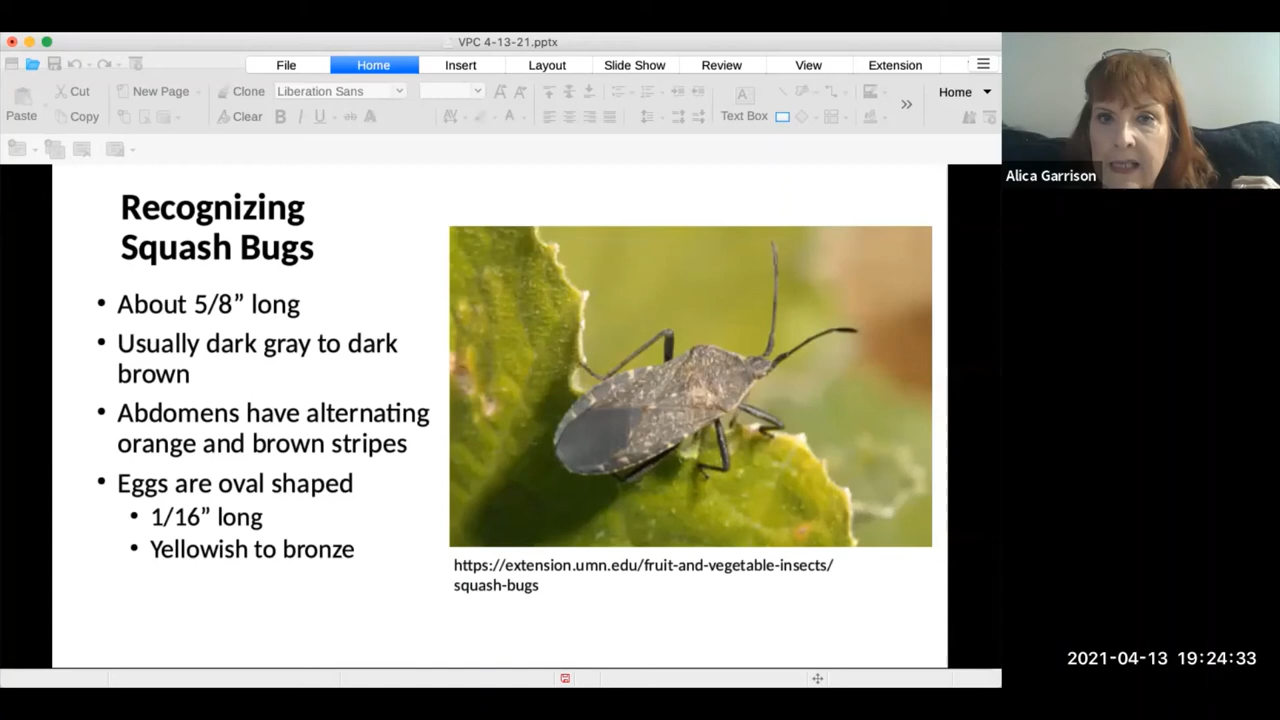 VPC 4-13-21.pptx
File Home Insert Layout Slide Show Review View Extension
Cut New Page Clone Liberation Sans Home
Paste Copy Clear B I U ab A Text Box
Alica Garrison
Recognizing
Squash Bugs
• About 5/8” long
• Usually dark gray to dark
brown
• Abdomens have alternating
orange and brown stripes
• Eggs are oval shaped
• 1/16” long
• Yellowish to bronze
https://extension.umn.edu/fruit-and-vegetable-insects/
squash-bugs
2021-04-13 19:24:33